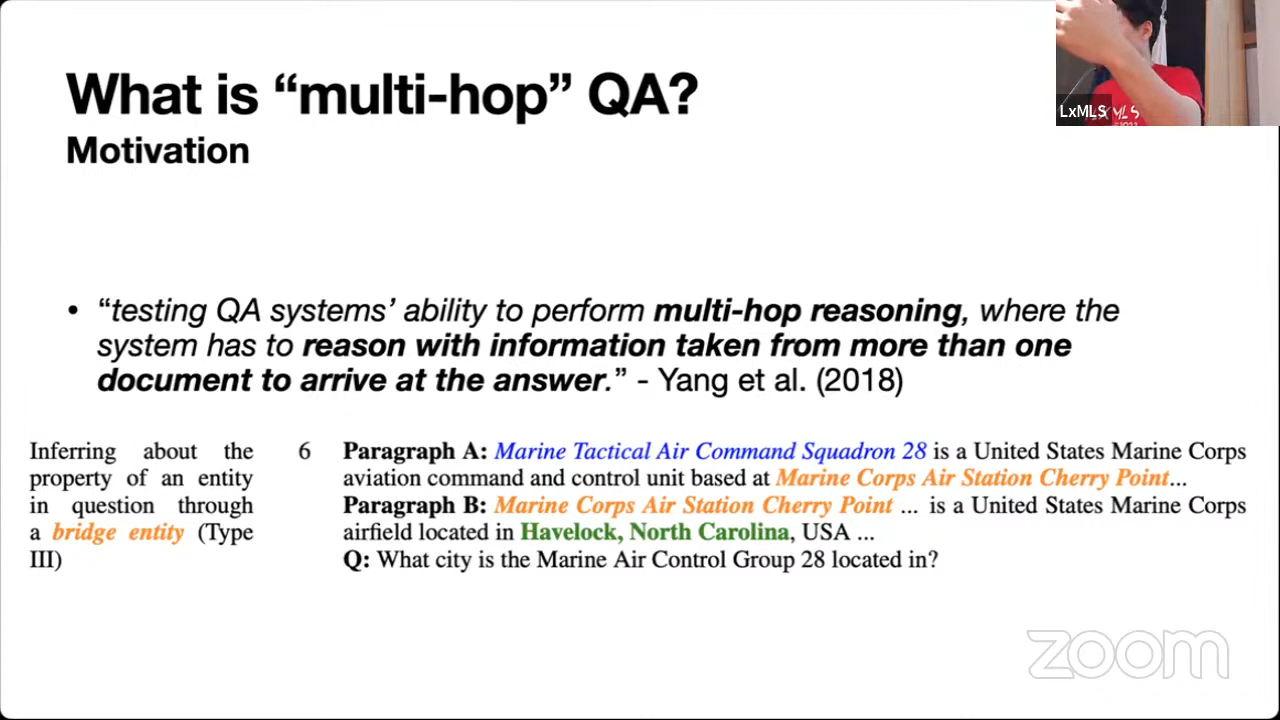 What is “multi-hop” QA?
Motivation
LxMLS
• “testing QA systems’ ability to perform multi-hop reasoning, where the
system has to reason with information taken from more than one
document to arrive at the answer.” - Yang et al. (2018)
Inferring about the
property of an entity
in question through
a bridge entity (Type
III)
6
Paragraph A: Marine Tactical Air Command Squadron 28 is a United States Marine Corps
aviation command and control unit based at Marine Corps Air Station Cherry Point...
Paragraph B: Marine Corps Air Station Cherry Point ... is a United States Marine Corps
airfield located in Havelock, North Carolina, USA ...
Q: What city is the Marine Air Control Group 28 located in?
zoom